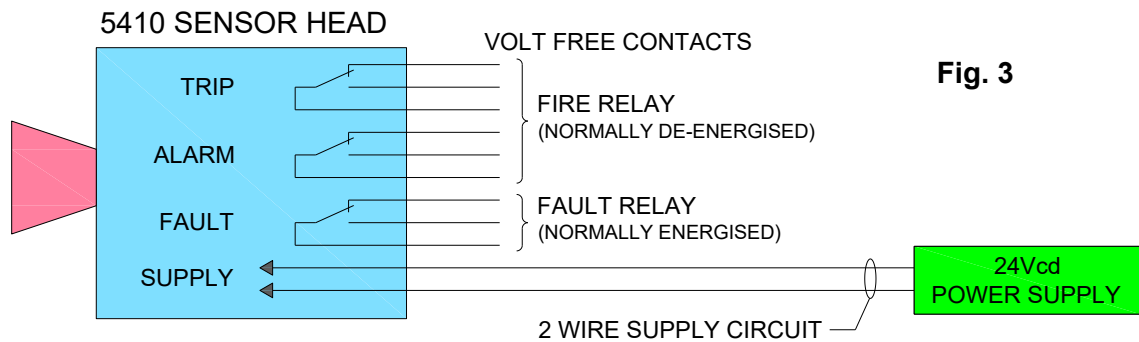 5410 SENSOR HEAD
VOLT FREE CONTACTS
Fig. 3
TRIP
FIRE RELAY
(NORMALLY DE-ENERGISED)
ALARM
FAULT
FAULT RELAY
(NORMALLY ENERGISED)
SUPPLY
24Vcd
POWER SUPPLY
2 WIRE SUPPLY CIRCUIT